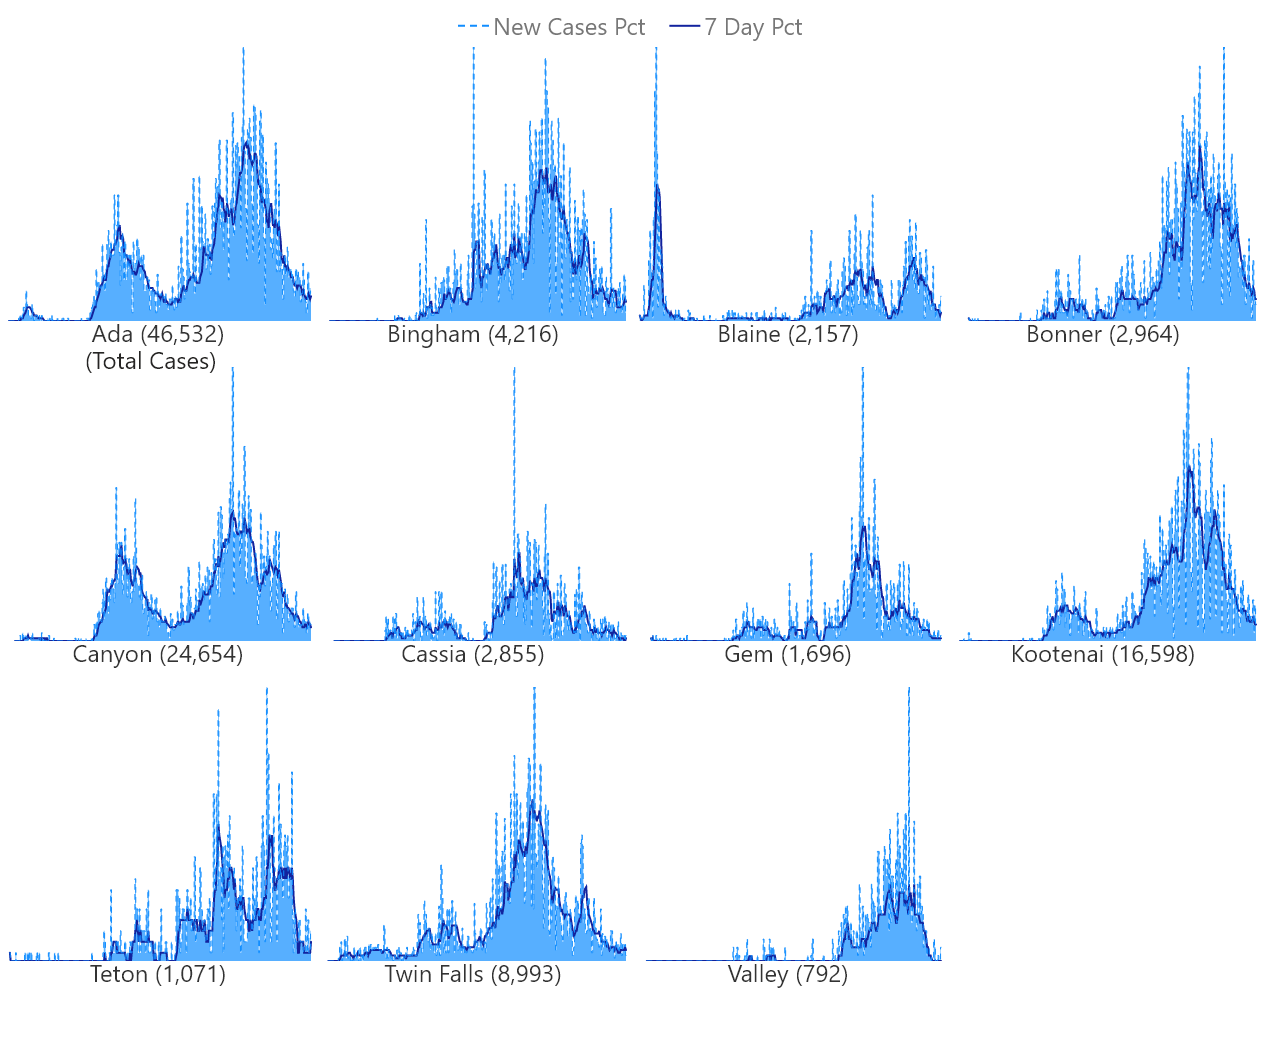 New Cases Pct 7 Day Pct
Ada (46,532)
(Total Cases)
Bingham (4,216)
Blaine (2,157)
Bonner (2,964)
Canyon (24,654)
Cassia (2,855)
Gem (1,696)
Kootenai (16,598)
Teton (1,071)
Twin Falls (8,993)
Valley (792)